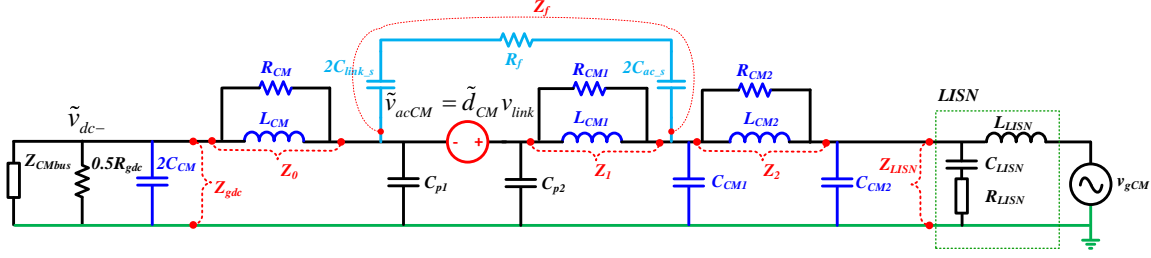 Z_f
2C_link_s
R_f
2C_ac_s
R_CM
R_CM1
R_CM2
LISN
ṽ_acCM = d̃_CM v_link
ṽ_dc−
L_CM
L_CM1
L_CM2
L_LISN
Z_CMbus
0.5R_gdc
2C_CM
Z_gdc
Z_0
C_p1
- +
C_p2
Z_1
C_CM1
Z_2
C_CM2
Z_LISN
C_LISN
R_LISN
v_gCM